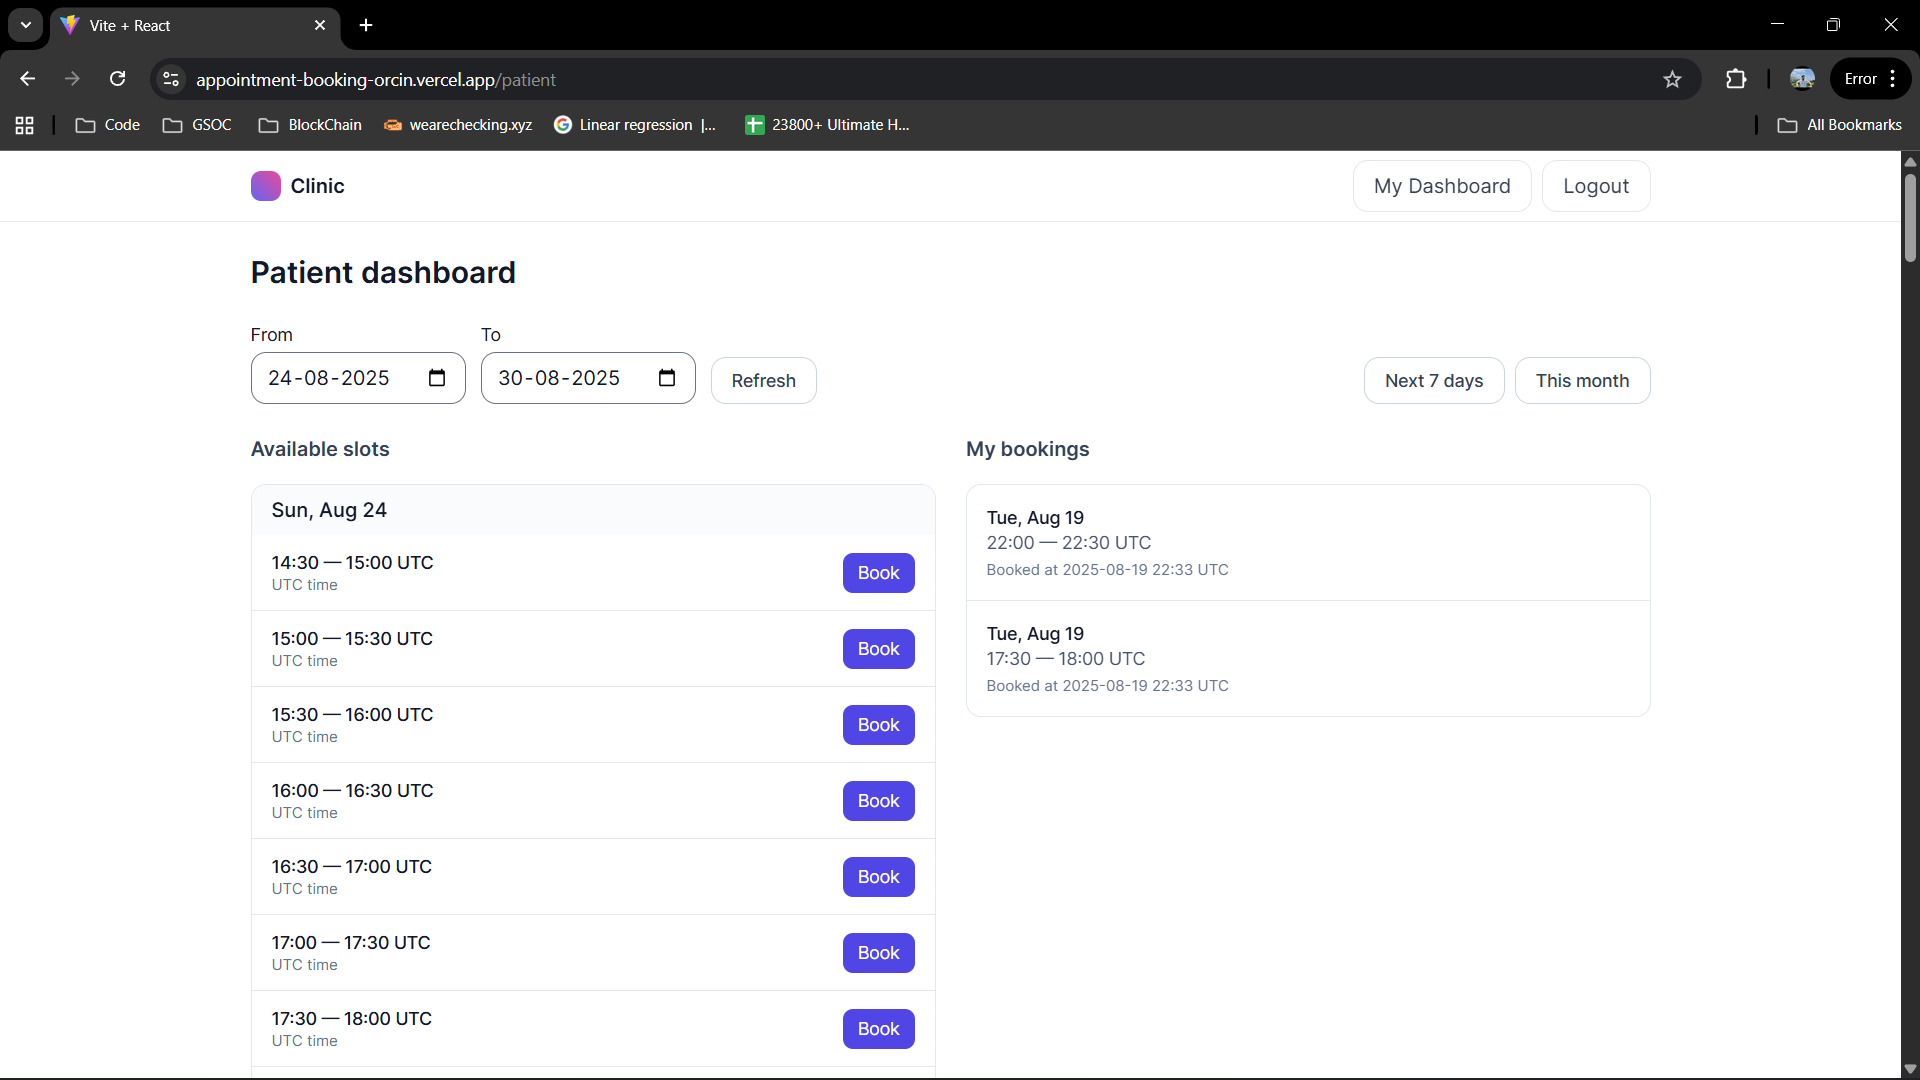 Vite + React
appointment-booking-orcin.vercel.app/patient
Error
Code
GSOC
BlockChain
wearechecking.xyz
Linear regression |...
23800+ Ultimate H...
All Bookmarks
Clinic
My Dashboard
Logout
Patient dashboard
From
To
24-08-2025
30-08-2025
Refresh
Next 7 days
This month
Available slots
Sun, Aug 24
14:30 — 15:00 UTC
UTC time
Book
15:00 — 15:30 UTC
UTC time
Book
15:30 — 16:00 UTC
UTC time
Book
16:00 — 16:30 UTC
UTC time
Book
16:30 — 17:00 UTC
UTC time
Book
17:00 — 17:30 UTC
UTC time
Book
17:30 — 18:00 UTC
UTC time
Book
My bookings
Tue, Aug 19
22:00 — 22:30 UTC
Booked at 2025-08-19 22:33 UTC
Tue, Aug 19
17:30 — 18:00 UTC
Booked at 2025-08-19 22:33 UTC